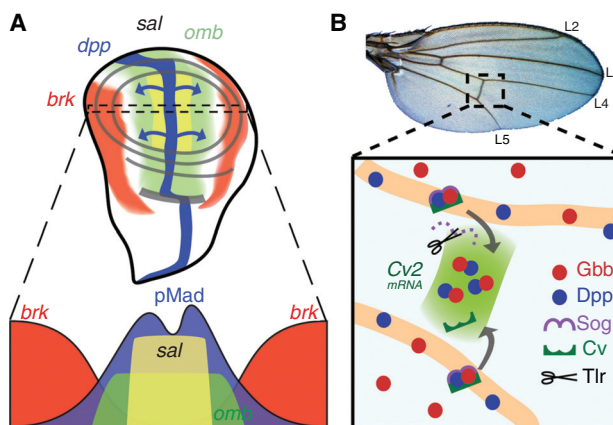 A
sal
omb
dpp
brk
pMad
brk
brk
sal
omb
B
L2
L
L4
L5
Cv2
mRNA
Gbb
Dpp
Sog
Cv
Tlr